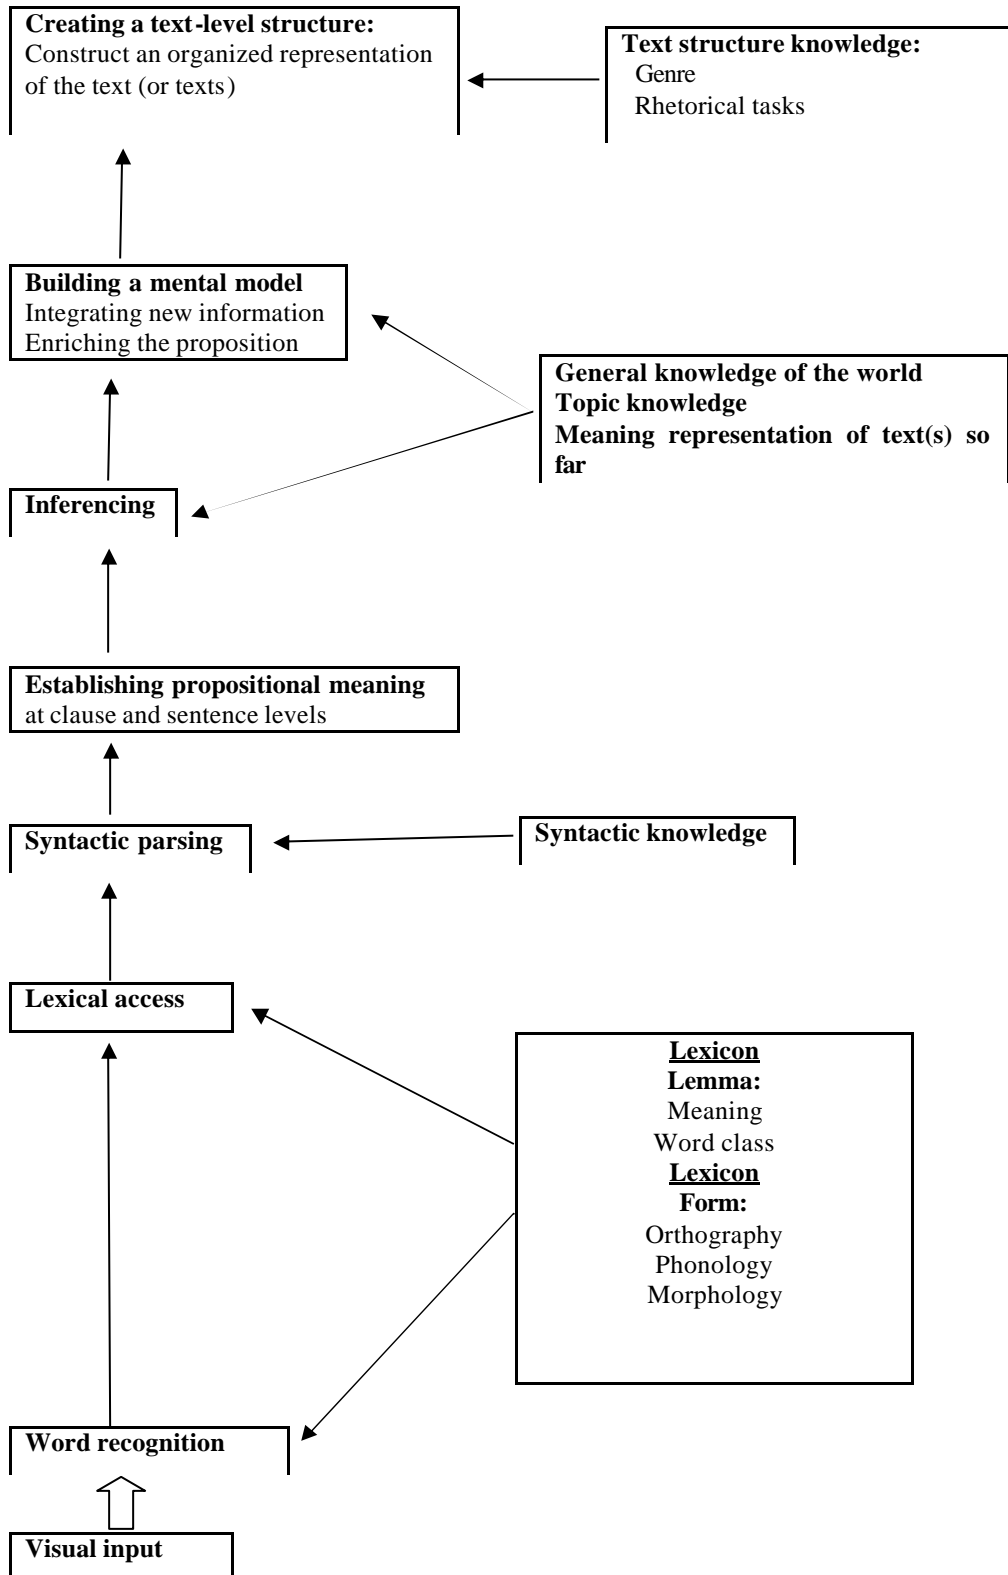 Creating a text-level structure:
Construct an organized representation
of the text (or texts)
Text structure knowledge:
Genre
Rhetorical tasks
Building a mental model
Integrating new information
Enriching the proposition
General knowledge of the world
Topic knowledge
Meaning representation of text(s) so
far
Inferencing
Establishing propositional meaning
at clause and sentence levels
Syntactic parsing
Syntactic knowledge
Lexical access
Lexicon
Lemma:
Meaning
Word class
Lexicon
Form:
Orthography
Phonology
Morphology
Word recognition
Visual input